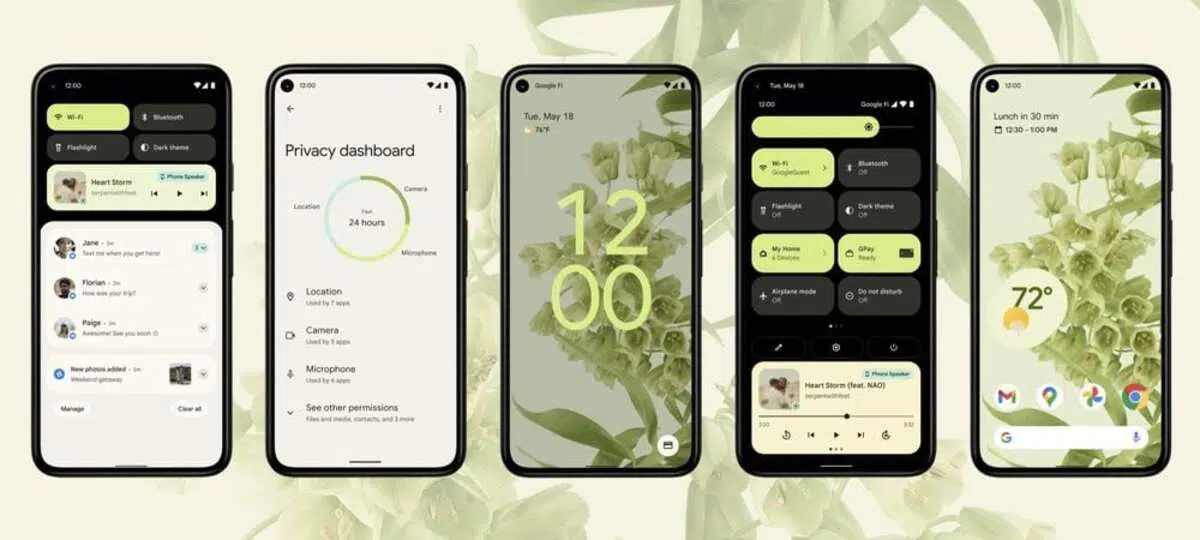 12:00
Wi-Fi
Bluetooth
Flashlight
Dark theme
Phone Speaker
Heart Storm
serpentwithfeet
Jane • 2m
Text me when you get here!
Florian • 2m
How was your trip?
Paige • 2m
Awesome! See you soon
New photos added • 5m
Weekend getaway
Manage
Clear all
12:00
Privacy dashboard
Camera
Location
Past
24 hours
Microphone
Location
Used by 7 apps
Camera
Used by 5 apps
Microphone
Used by 6 apps
See other permissions
Files and media, contacts, and 3 more
Google Fi
Tue, May 18
76°F
12
00
Tue, May 18
12:00
Google Fi
Wi-Fi
GoogleGuest
Bluetooth
Off
Flashlight
Off
Dark theme
Off
My Home
6 Devices
GPay
Ready
Airplane mode
Off
Do not disturb
Off
Phone Speaker
Heart Storm (feat. NAO)
serpentwithfeet
2:20
12:00
Lunch in 30 min
12:30 - 1:00 PM
72°